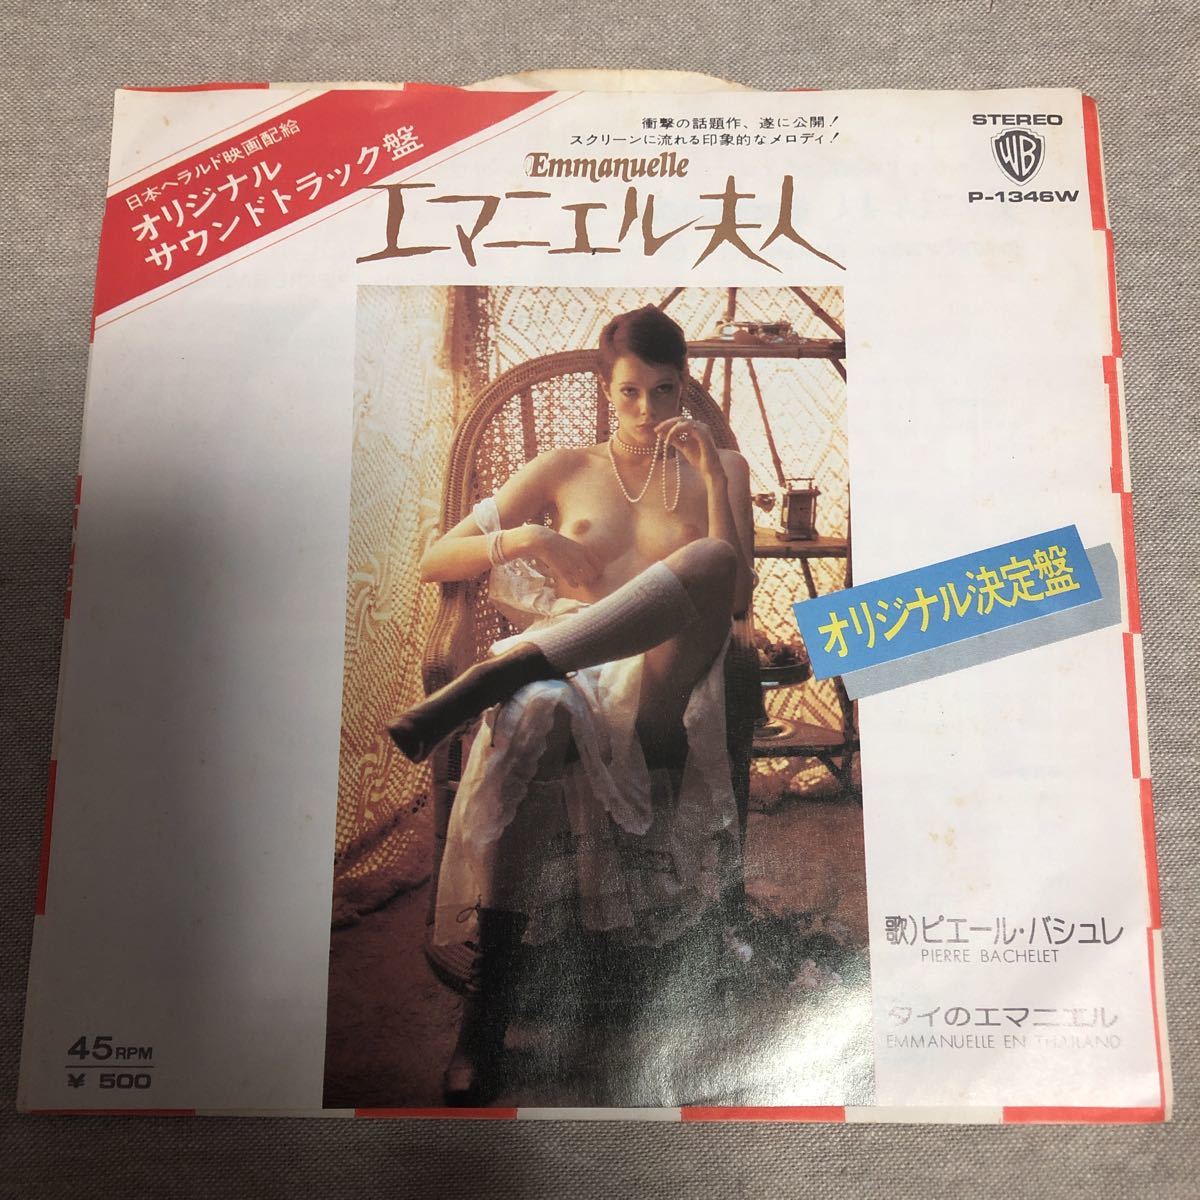 日本ヘラルド映画配給
オリジナル
サウンドトラック盤
衝撃の話題作、遂に公開!
スクリーンに流れる印象的なメロディ!
Emmanuelle
エマニエル夫人
STEREO
WB
P-1346W
オリジナル決定盤
歌)ピエール・バシュレ
PIERRE BACHELET
タイのエマニエル
EMMANUELLE EN THAILAND
45RPM
¥ 500